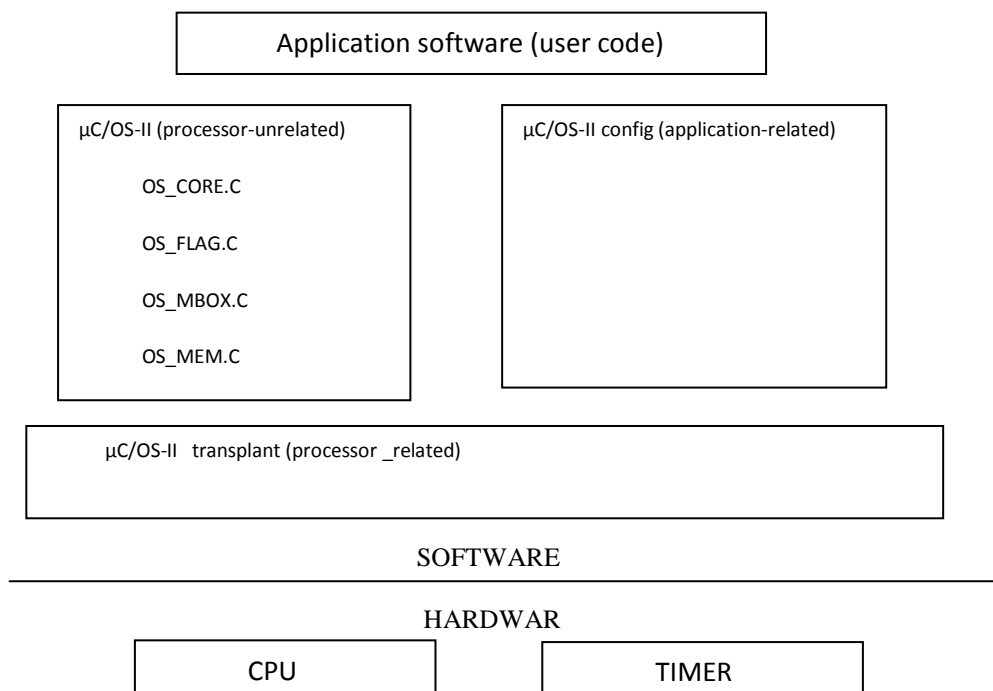 Application software (user code)
µC/OS-II (processor-unrelated)
OS_CORE.C
OS_FLAG.C
OS_MBOX.C
OS_MEM.C
µC/OS-II config (application-related)
µC/OS-II transplant (processor _related)
SOFTWARE
HARDWAR
CPU
TIMER